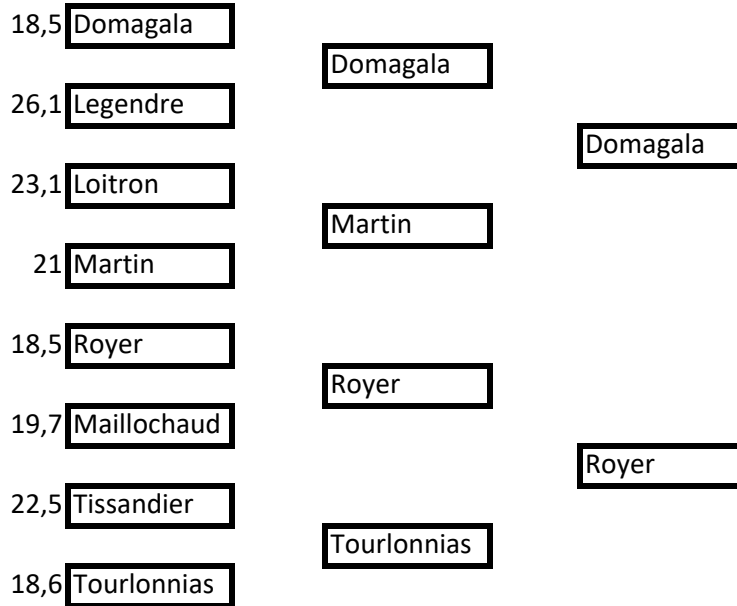 18,5 Domagala
Domagala
26,1 Legendre
Domagala
23,1 Loitron
Martin
21 Martin
18,5 Royer
Royer
19,7 Maillochaud
Royer
22,5 Tissandier
Tourlonnias
18,6 Tourlonnias